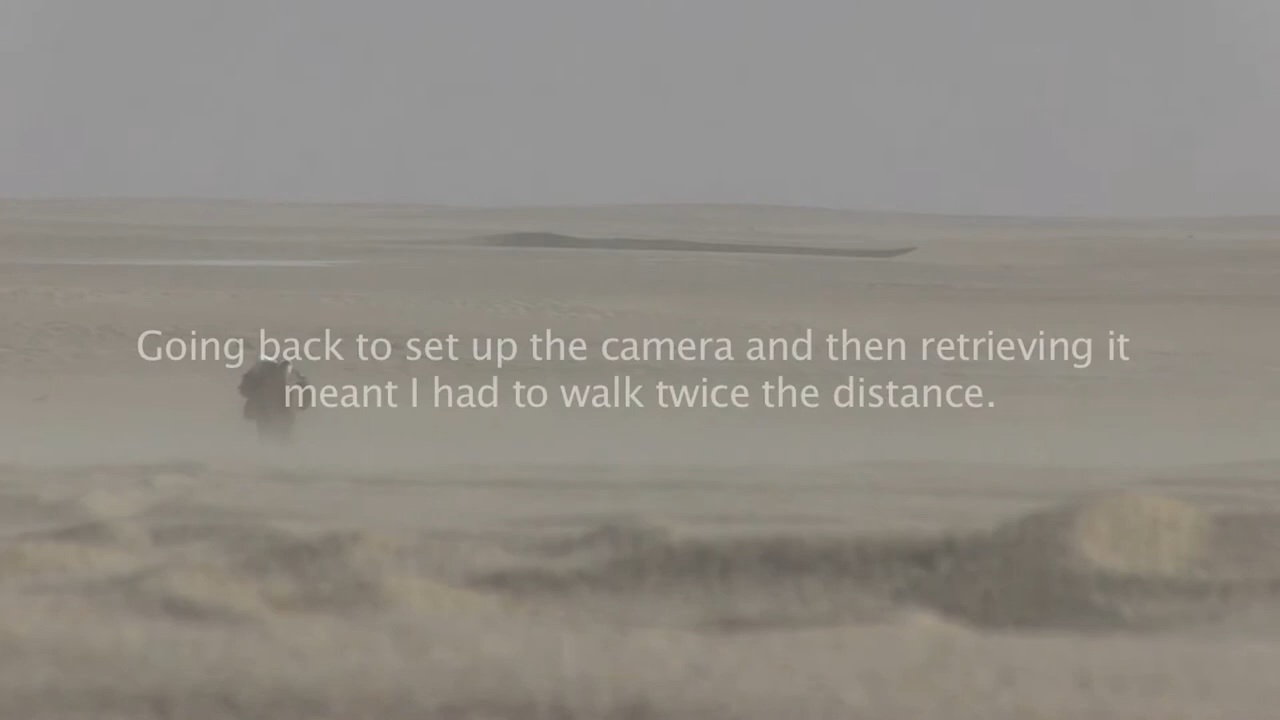 Going back to set up the camera and then retrieving it
meant I had to walk twice the distance.